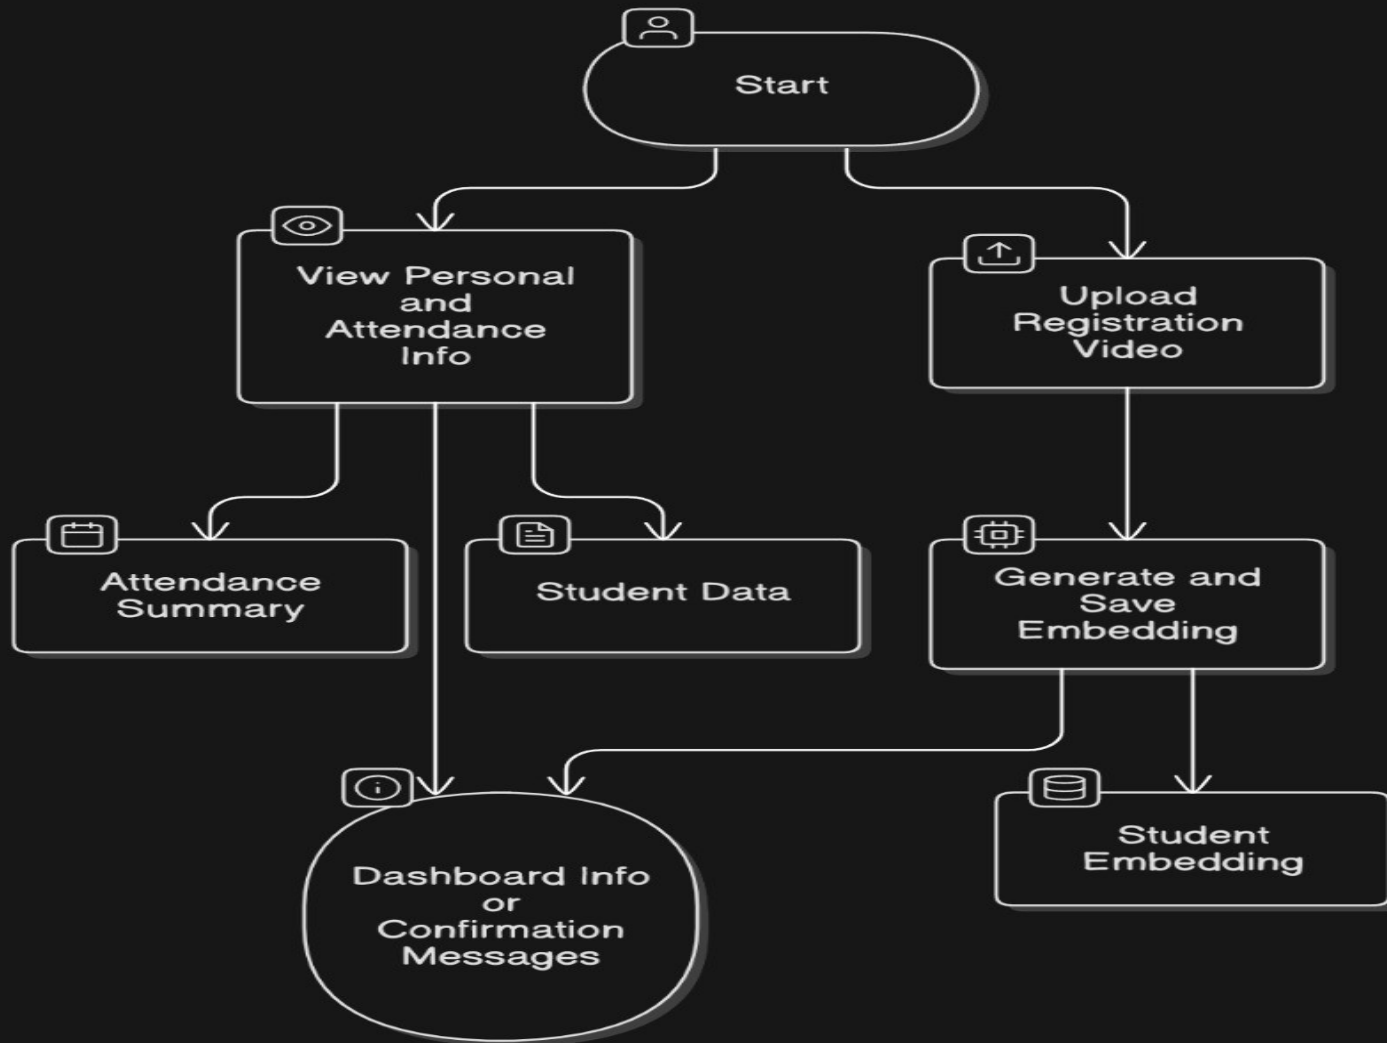 Start
View Personal
and
Attendance
Info
Upload
Registration
Video
Attendance
Summary
Student Data
Generate and
Save
Embedding
Dashboard Info
or
Confirmation
Messages
Student
Embedding